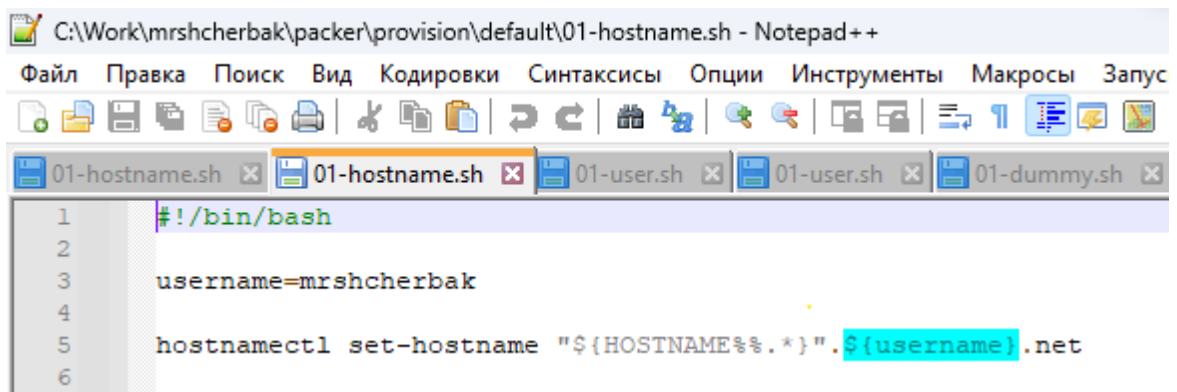 C:\Work\mrshcherbak\packer\provision\default\01-hostname.sh - Notepad++
Файл Правка Поиск Вид Кодировки Синтаксисы Опции Инструменты Макросы Запус
01-hostname.sh 01-hostname.sh 01-user.sh 01-user.sh 01-dummy.sh
1 #!/bin/bash
2
3 username=mrshcherbak
4
5 hostnamectl set-hostname "${HOSTNAME%%.*}".${username}.net
6